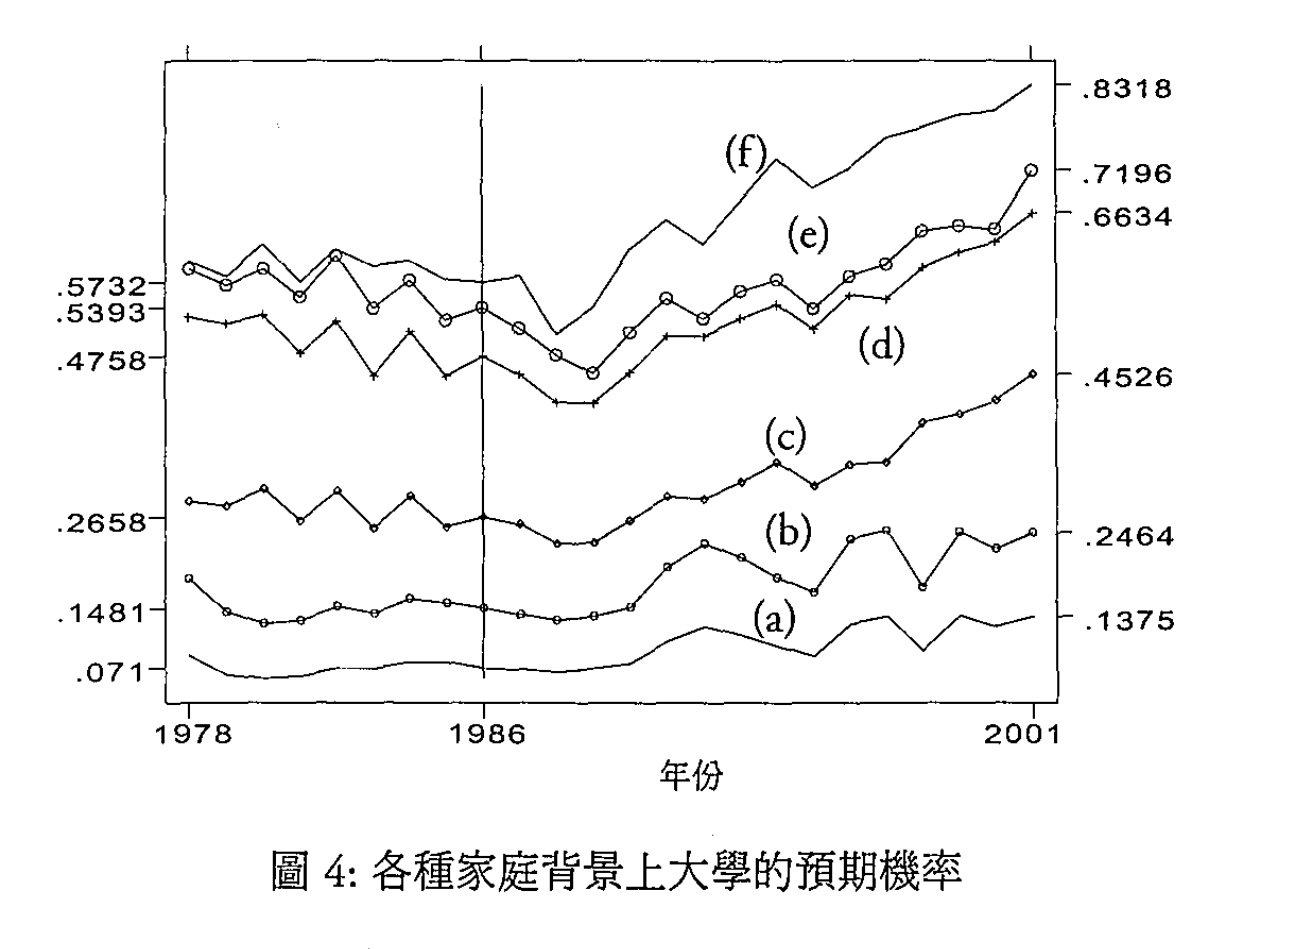 .8318
(f)
.7196
(e)
.6634
.5732
.5393
(d)
.4758
.4526
(c)
.2658
(b)
.2464
.1481
(a)
.1375
.071
1978 1986 2001
年份
圖 4: 各種家庭背景上大學的預期機率